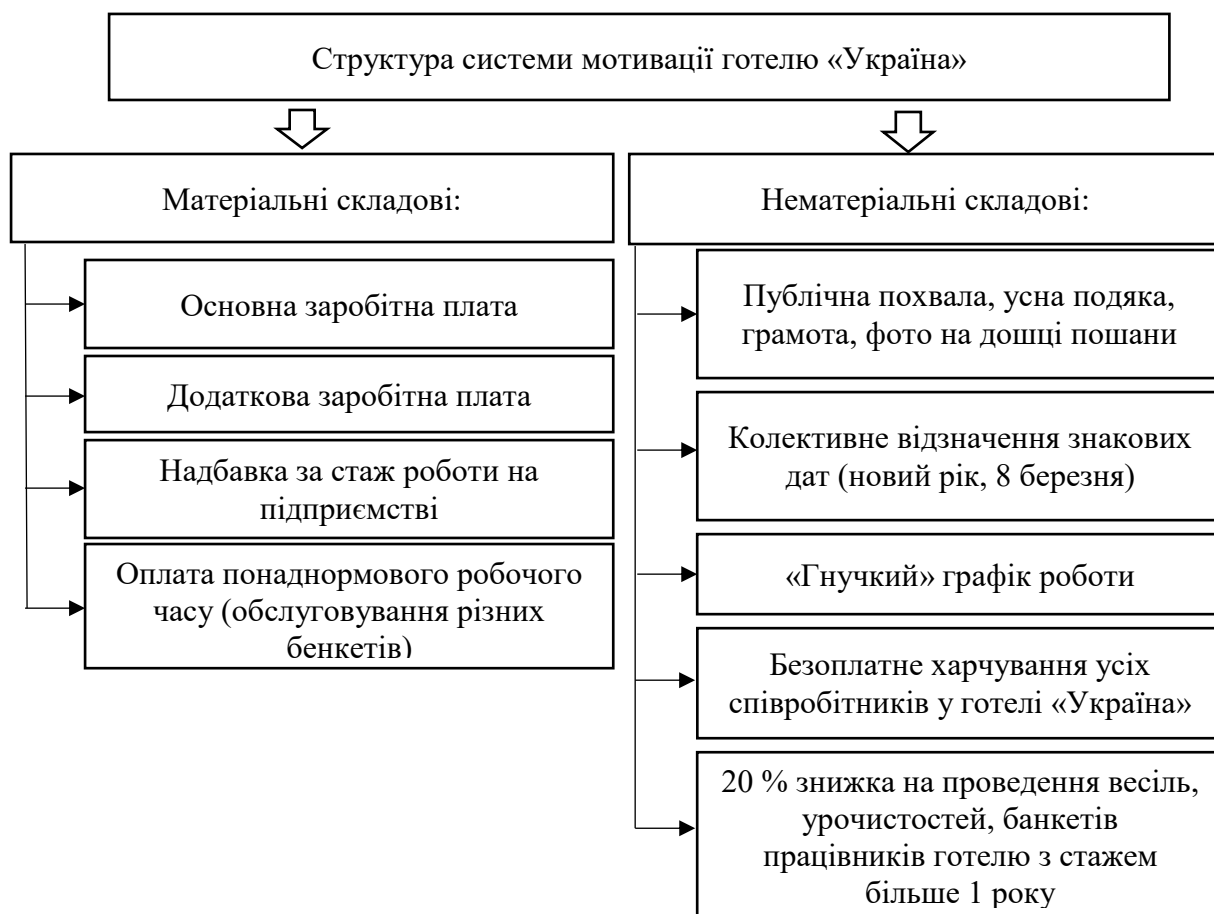 Структура системи мотивації готелю «Україна»
Матеріальні складові:
Основна заробітна плата
Додаткова заробітна плата
Надбавка за стаж роботи на
підприємстві
Оплата понаднормового робочого
часу (обслуговування різних
бенкетів)
Нематеріальні складові:
Публічна похвала, усна подяка,
грамота, фото на дошці пошани
Колективне відзначення знакових
дат (новий рік, 8 березня)
«Гнучкий» графік роботи
Безоплатне харчування усіх
співробітників у готелі «Україна»
20 % знижка на проведення весіль,
урочистостей, банкетів
працівників готелю з стажем
більше 1 року